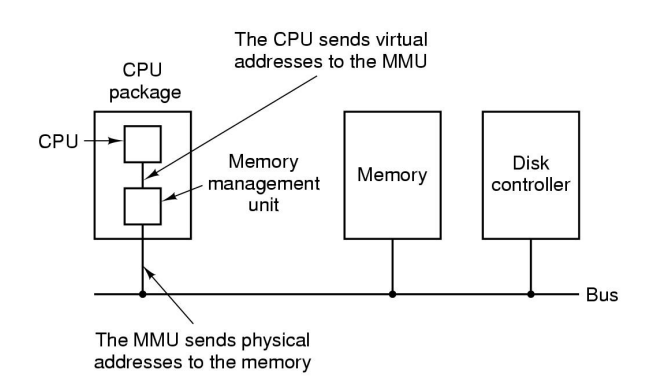 The CPU sends virtual
addresses to the MMU
CPU
package
CPU
Memory
management
unit
Memory
Disk
controller
Bus
The MMU sends physical
addresses to the memory